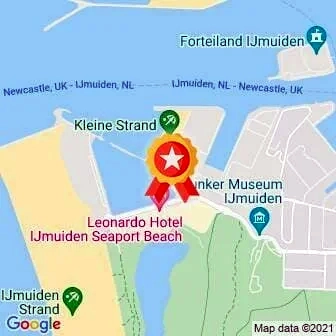 Forteiland IJmuiden
Newcastle, UK - IJmuiden, NL
IJmuiden, NL - Newcastle, UK
Kleine Strand
unker Museum
IJmuiden
Leonardo Hotel
IJmuiden Seaport Beach
IJmuiden
Strand
Google
Map data ©2021